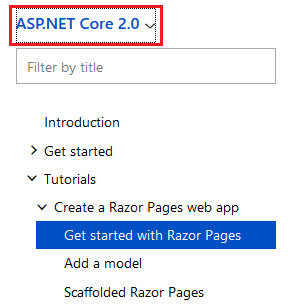 ASP.NET Core 2.0
Filter by title
Introduction
Get started
Tutorials
Create a Razor Pages web app
Get started with Razor Pages
Add a model
Scaffolded Razor Pages